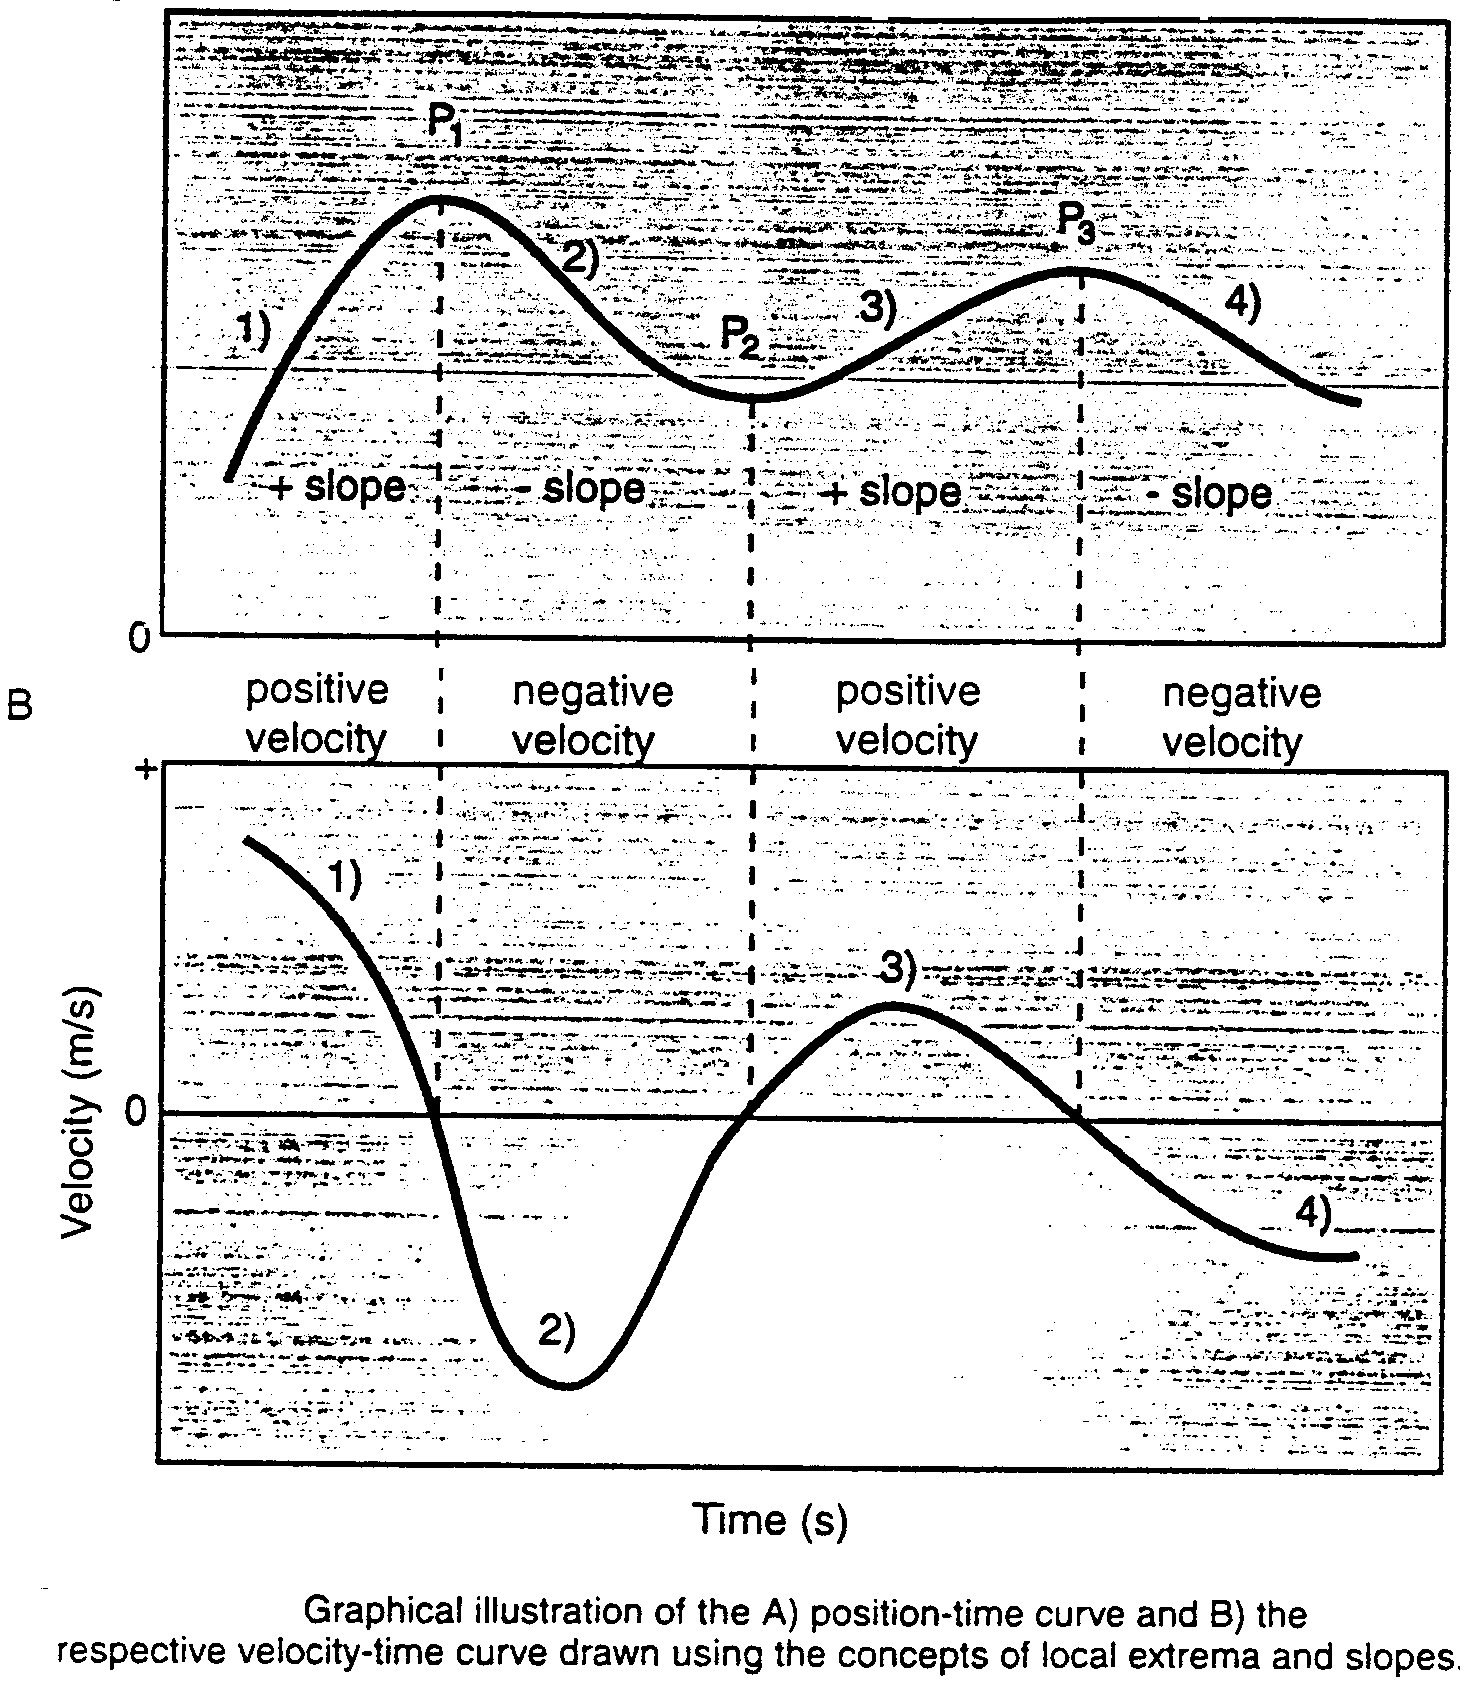 P1
P3
2)
3)
4)
1)
P2
+ slope
- slope
+ slope
- slope
0
B
positive
velocity
negative
velocity
positive
velocity
negative
velocity
+
1)
3)
Velocity (m/s)
0
4)
2)
Time (s)
Graphical illustration of the A) position-time curve and B) the
respective velocity-time curve drawn using the concepts of local extrema and slopes.